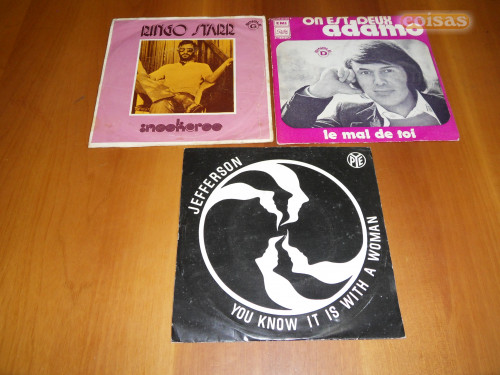 RINGO STARR
snookeroo
ON EST DEUX
adamo
EMI
D
le mal de toi
coisas
JEFFERSON
PYE
YOU KNOW IT IS WITH A WOMAN